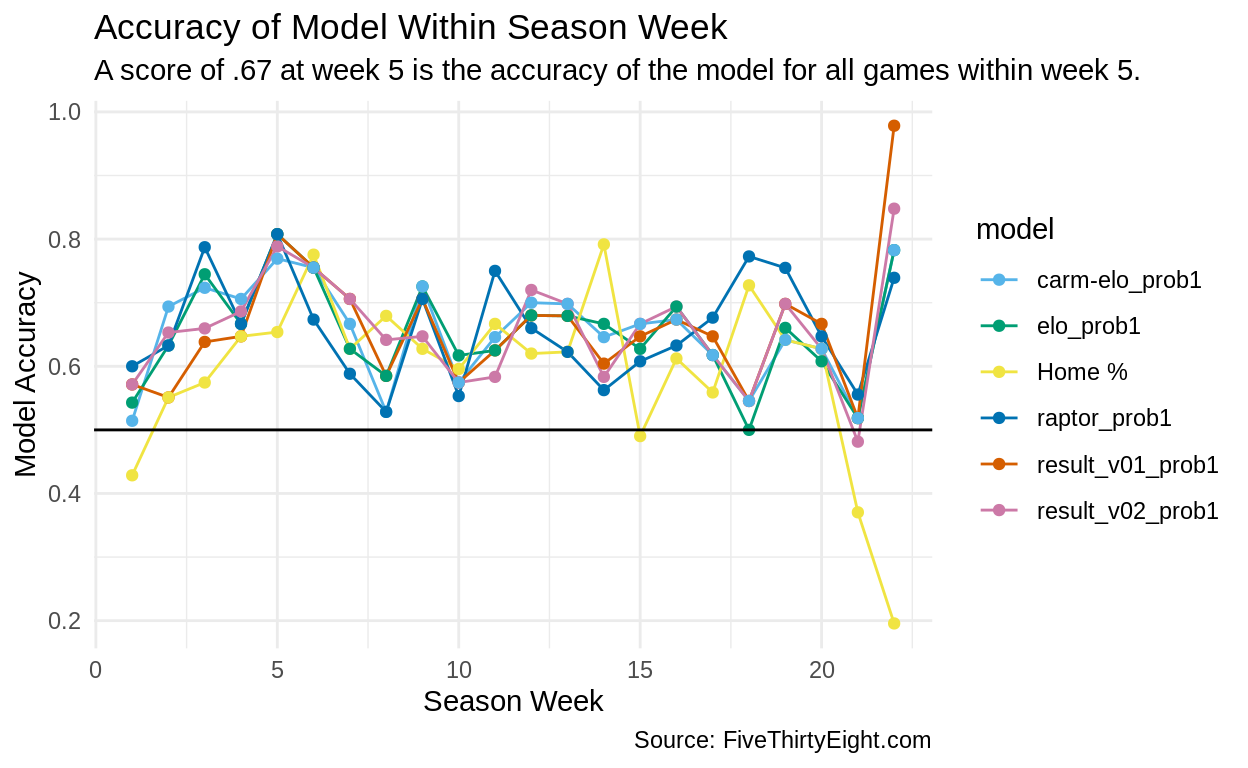 Accuracy of Model Within Season Week
A score of .67 at week 5 is the accuracy of the model for all games within week 5.
1.0
0.8
0.6
0.4
0.2
Model Accuracy
0 5 10 15 20
Season Week
model
carm-elo_prob1
elo_prob1
Home %
raptor_prob1
result_v01_prob1
result_v02_prob1
Source: FiveThirtyEight.com